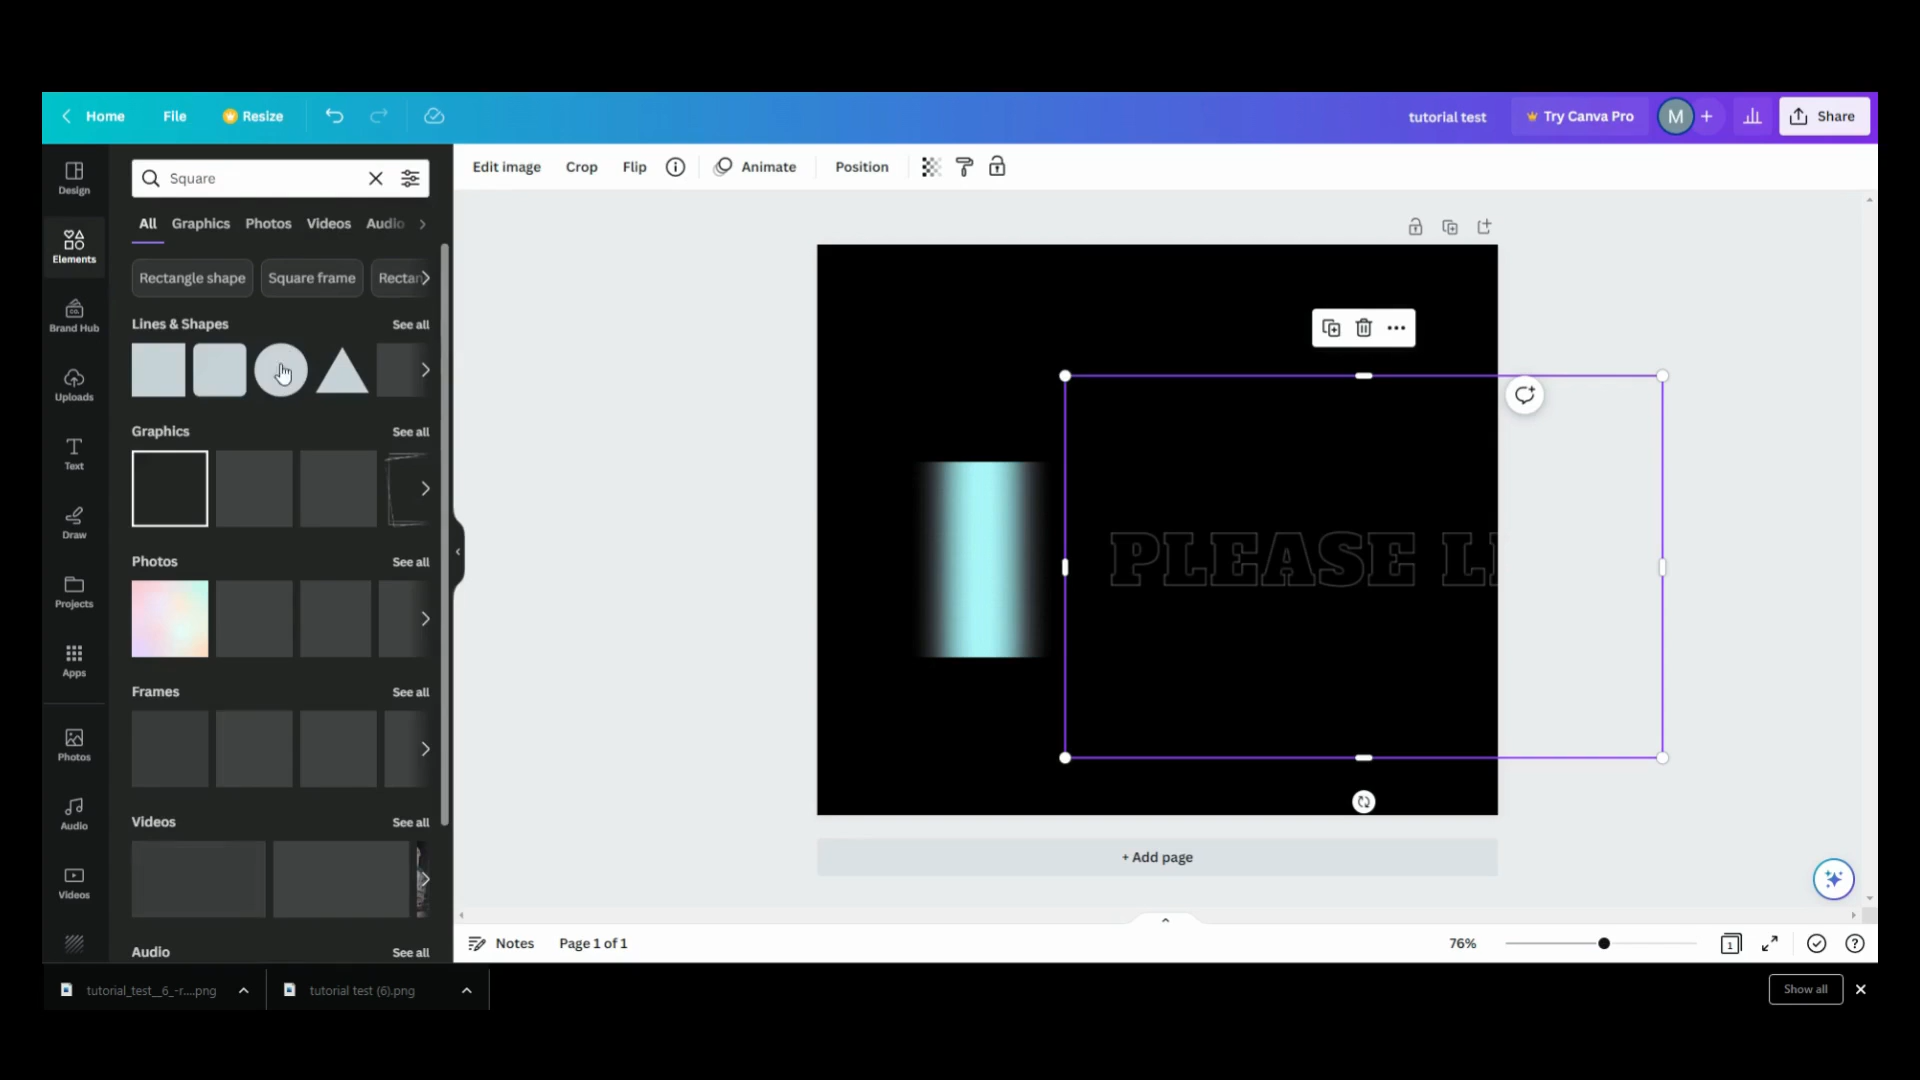 Home File Resize tutorial test Try Canva Pro M + Share
Square
Edit image Crop Flip Animate Position
All Graphics Photos Videos Audio
Rectangle shape Square frame Rectan
Lines & Shapes See all
Graphics See all
Photos See all
Frames See all
Videos See all
Audio See all
Design
Elements
Brand Hub
Uploads
Text
Draw
Projects
Apps
Photos
Audio
Videos
PLEASE LI
+ Add page
Notes Page 1 of 1 76% 1
tutorial_test__6_-r....png tutorial test (6).png Show all